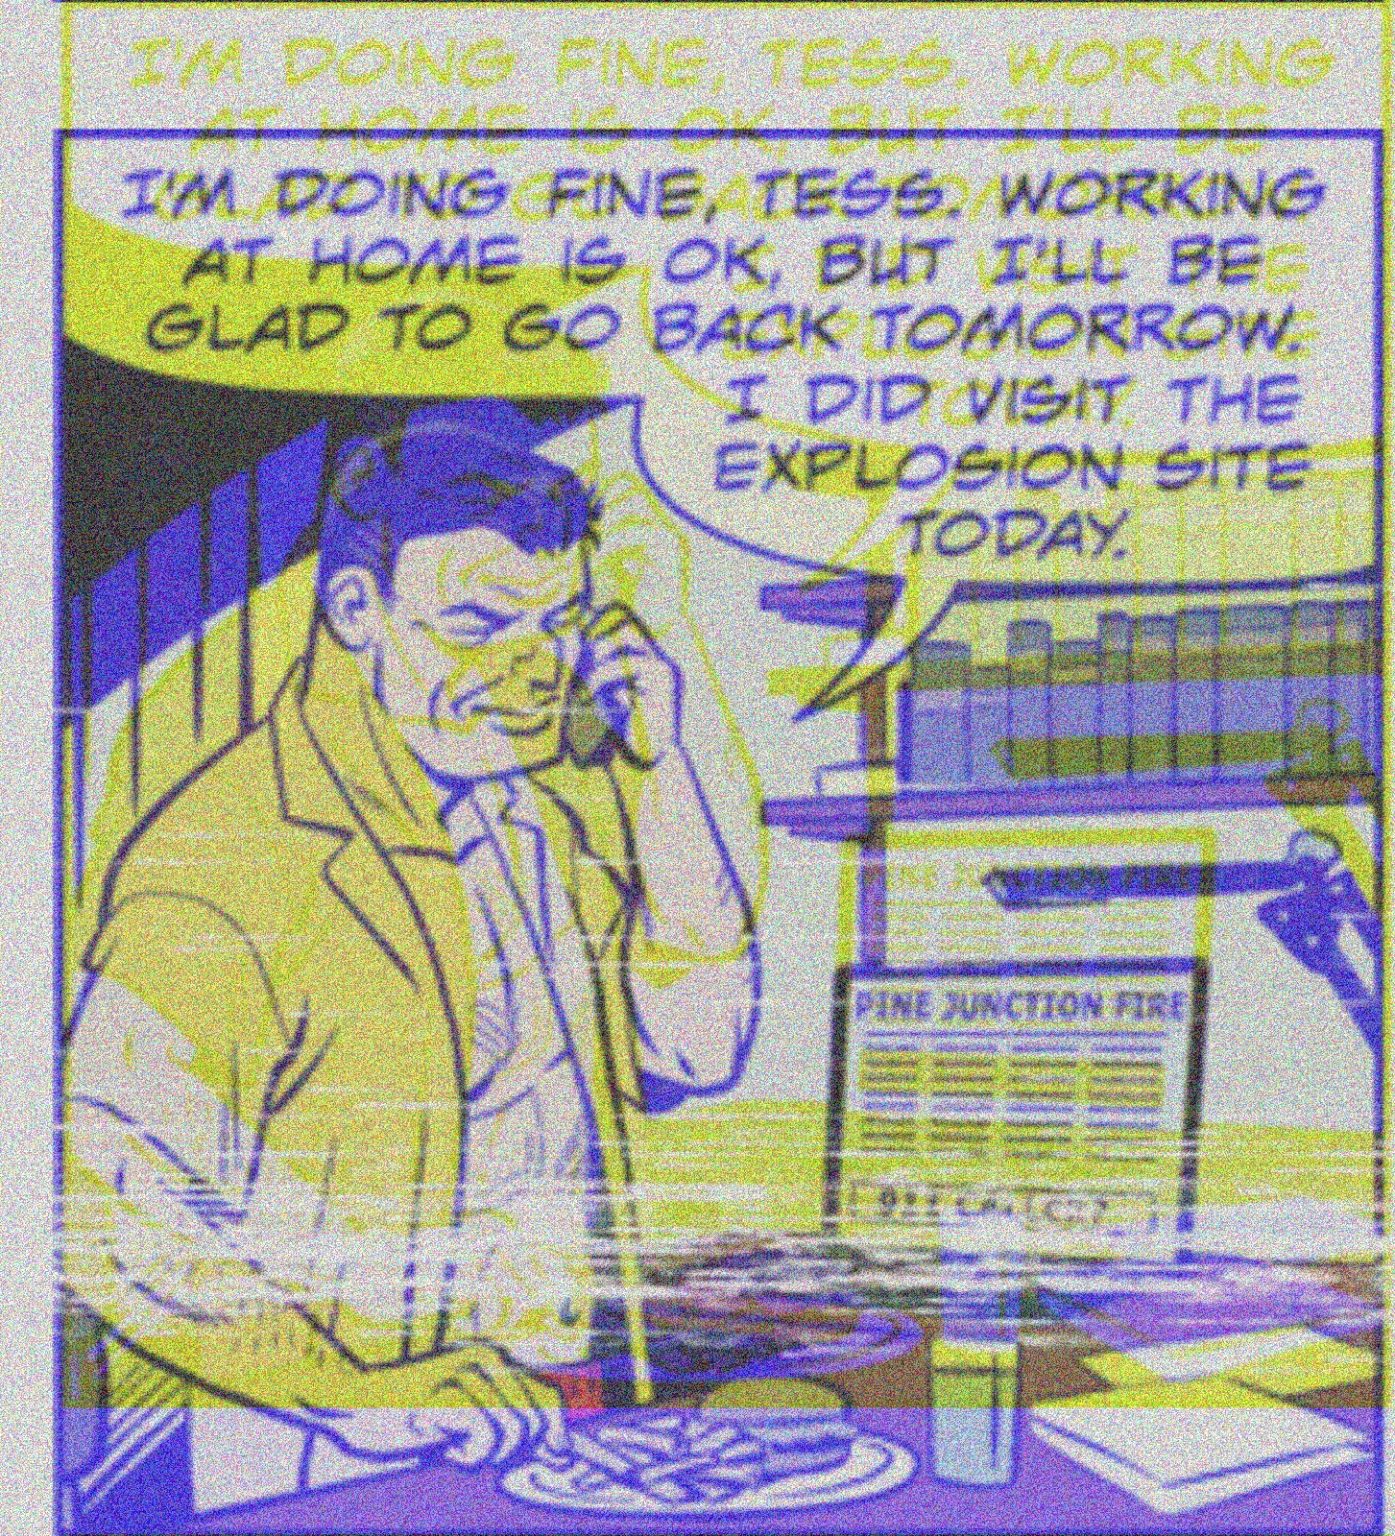 I'M DOING FINE, TESS. WORKING
AT HOME IS OK, BUT I'LL BE
GLAD TO GO BACK TOMORROW.
I DID VISIT THE
EXPLOSION SITE
TODAY.
PINE JUNCTION FIRE
911